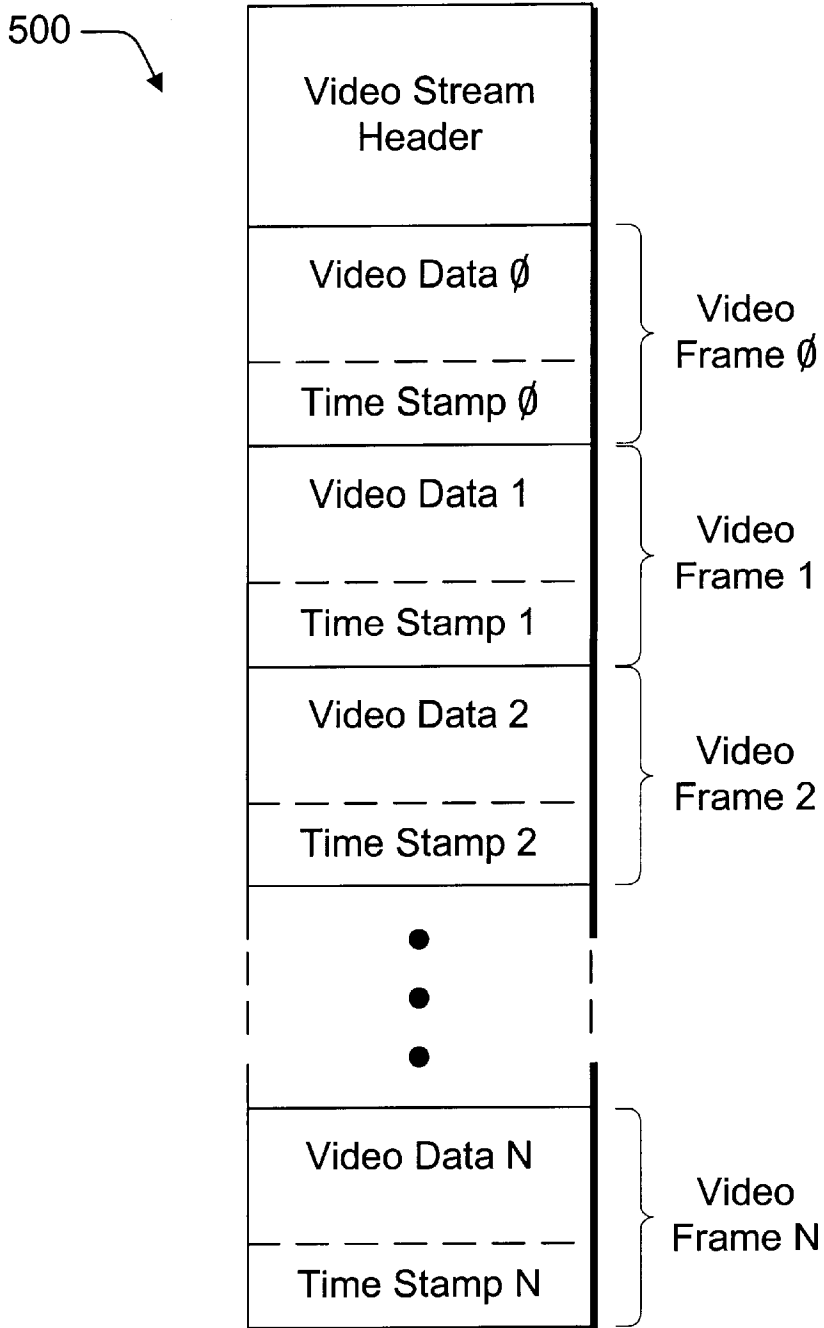 500
Video Stream
Header
Video Data ∅
Time Stamp ∅
Video
Frame ∅
Video Data 1
Time Stamp 1
Video
Frame 1
Video Data 2
Time Stamp 2
Video
Frame 2
Video Data N
Time Stamp N
Video
Frame N